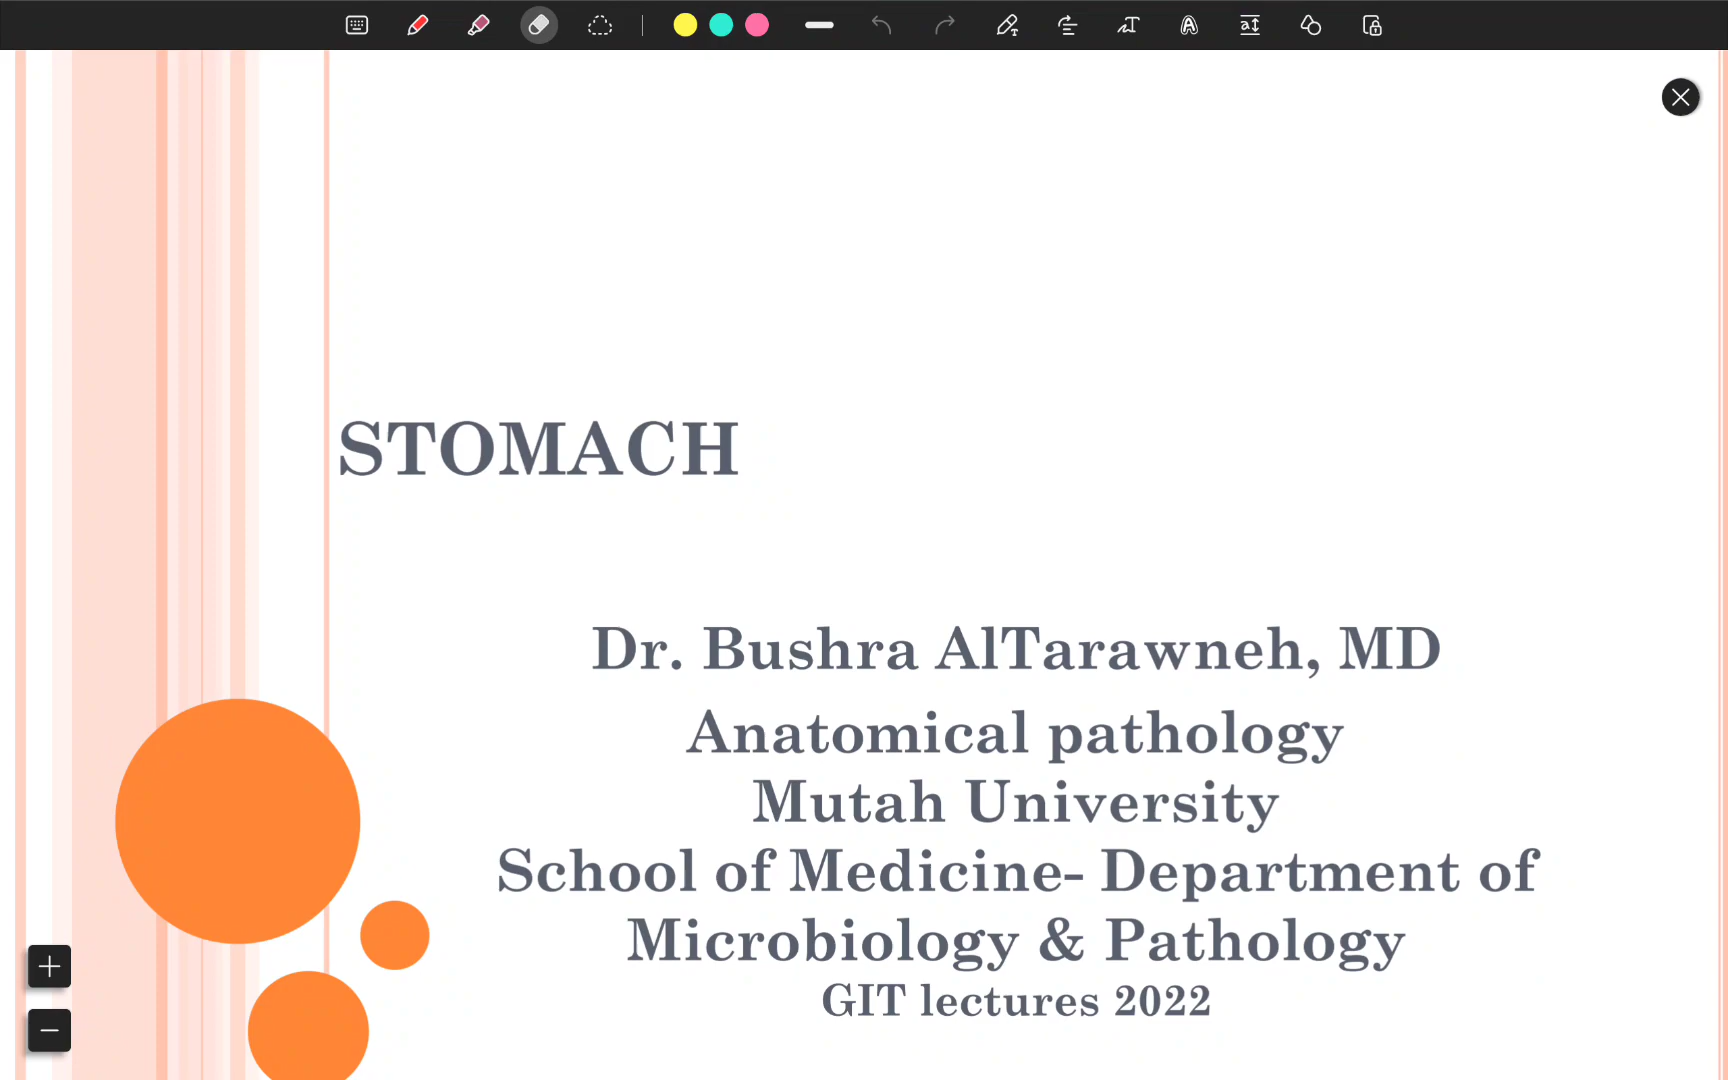 STOMACH
Dr. Bushra AlTarawneh, MD
Anatomical pathology
Mutah University
School of Medicine- Department of
Microbiology & Pathology
GIT lectures 2022